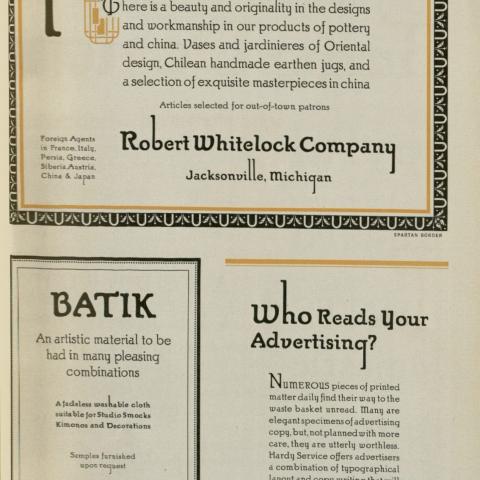 There is a beauty and originality in the designs
and workmanship in our products of pottery
and china. Vases and jardinieres of Oriental
design, Chilean handmade earthen jugs, and
a selection of exquisite masterpieces in china
Articles selected for out-of-town patrons
Foreign Agents
in France, Italy,
Persia, Greece,
Siberia, Austria,
China & Japan
Robert Whitelock Company
Jacksonville, Michigan
SPARTAN BORDER
BATIK
An artistic material to be
had in many pleasing
combinations
A fadeless washable cloth
suitable for Studio Smocks
Kimonos and Decorations
Samples furnished
upon request
Who Reads Your
Advertising?
Numerous pieces of printed
matter daily find their way to the
waste basket unread. Many are
elegant specimens of advertising
copy, but, not planned with more
care, they are utterly worthless.
Hardy Service offers advertisers
a combination of typographical
layout and copy writing that will